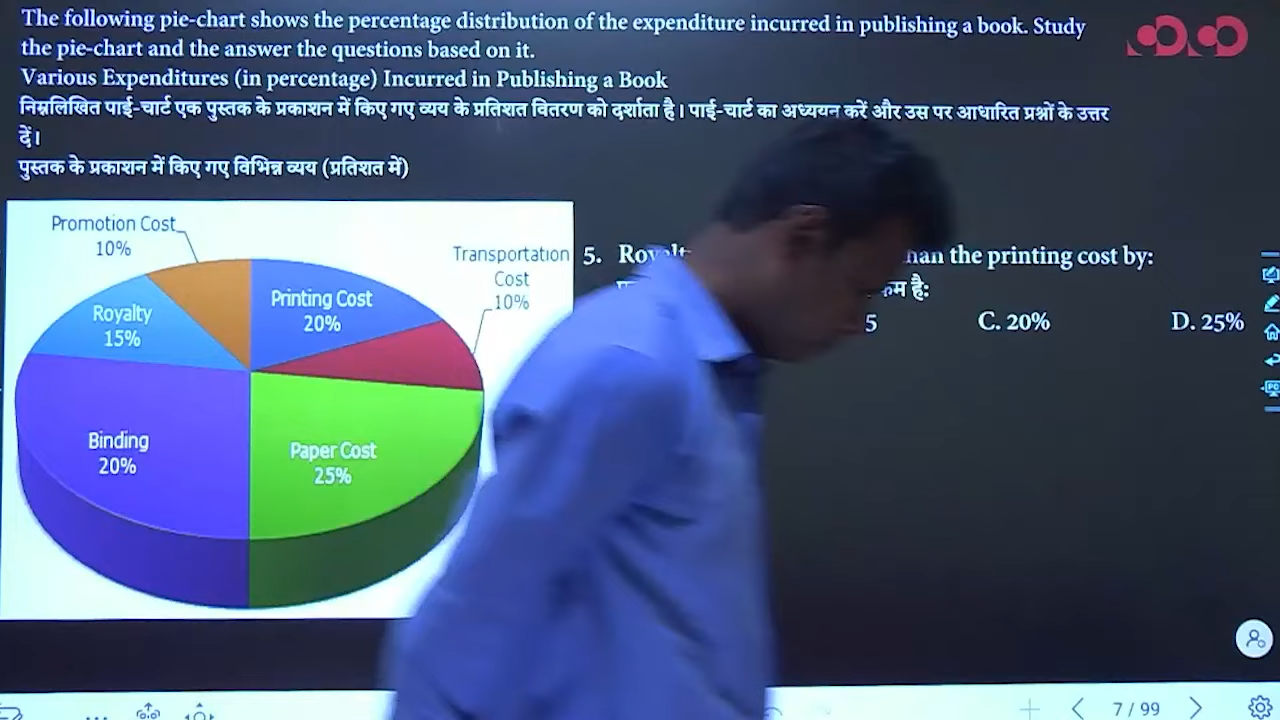 The following pie-chart shows the percentage distribution of the expenditure incurred in publishing a book. Study
the pie-chart and the answer the questions based on it.
Various Expenditures (in percentage) Incurred in Publishing a Book
निम्नलिखित पाई-चार्ट एक पुस्तक के प्रकाशन में किए गए व्यय के प्रतिशत वितरण को दर्शाता है। पाई-चार्ट का अध्ययन करें और उस पर आधारित प्रश्नों के उत्तर
दें।
पुस्तक के प्रकाशन में किए गए विभिन्न व्यय (प्रतिशत में)
Promotion Cost
10%
Transportation
Cost
10%
Printing Cost
20%
Royalty
15%
Binding
20%
Paper Cost
25%
5. the printing cost by:
है:
5 C. 20% D. 25%
7 / 99